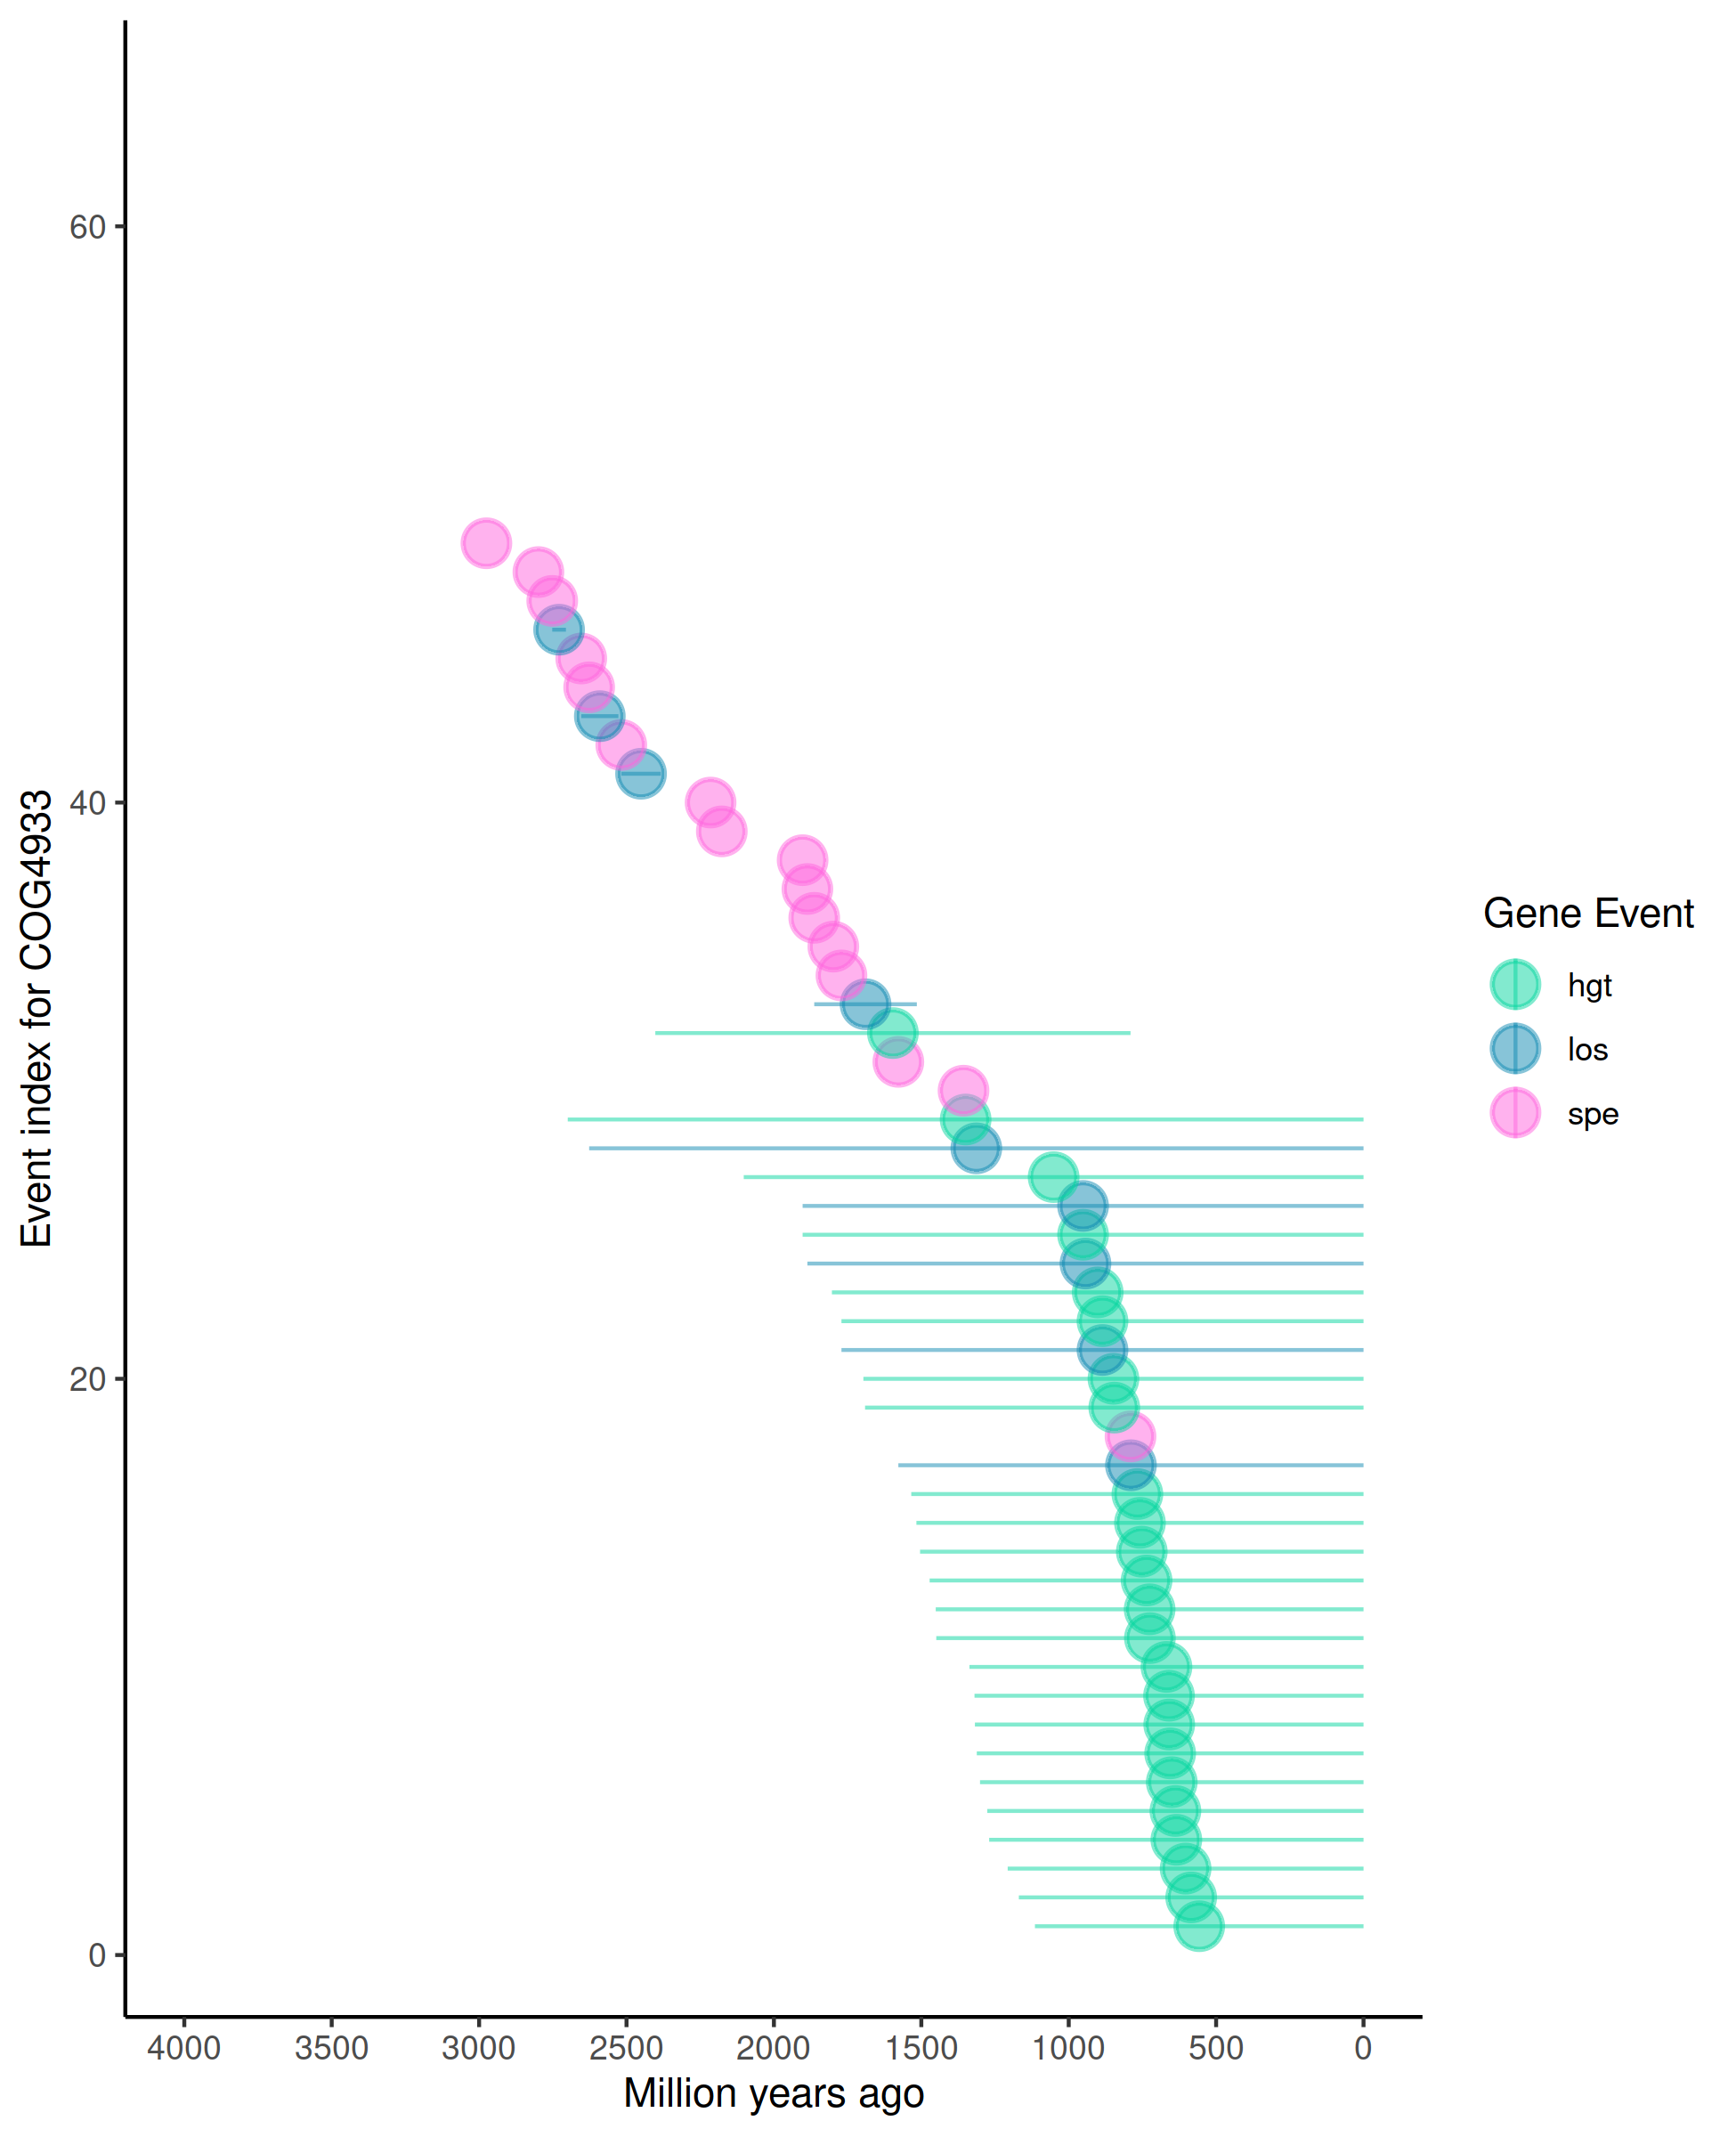 60
40
20
0
Event index for COG4933
4000 3500 3000 2500 2000 1500 1000 500 0
Million years ago
Gene Event
hgt
los
spe